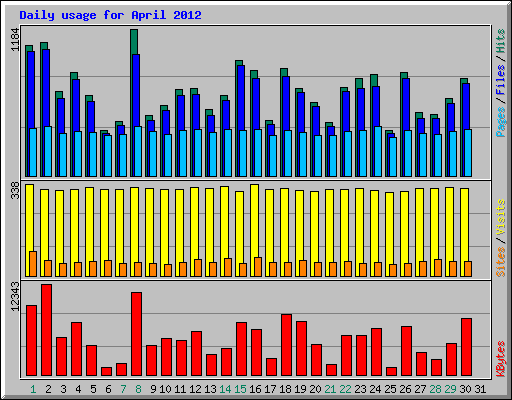 Daily usage for April 2012
1184
Pages / Files / Hits
338
Sites / Visits
12343
KBytes
1 2 3 4 5 6 7 8 9 10 11 12 13 14 15 16 17 18 19 20 21 22 23 24 25 26 27 28 29 30 31